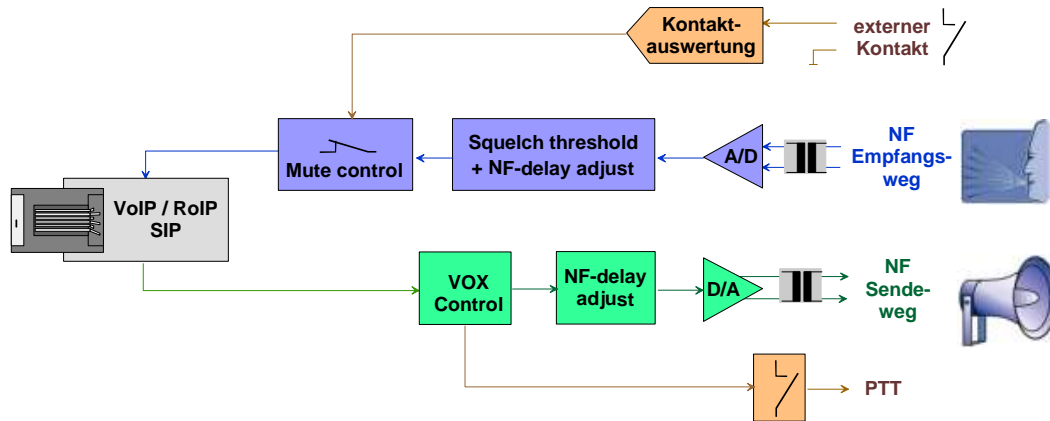 Kontakt-
auswertung
externer
Kontakt
Mute control
Squelch threshold
+ NF-delay adjust
A/D
NF
Empfangs-
weg
VoIP / RoIP
SIP
VOX
Control
NF-delay
adjust
D/A
NF
Sende-
weg
PTT